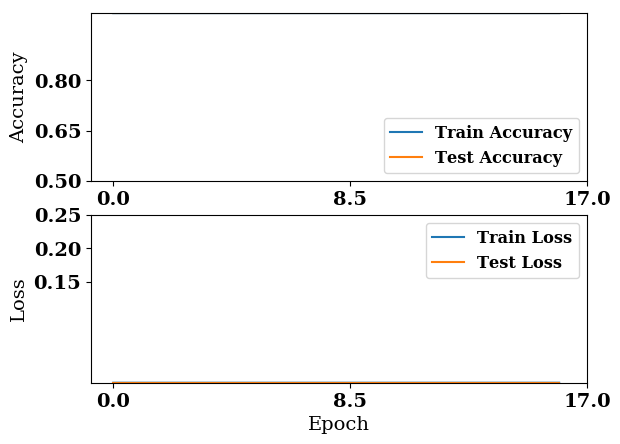 Accuracy
0.80
0.65
0.50
Train Accuracy
Test Accuracy
0.0 8.5 17.0
Loss
0.25
0.20
0.15
Train Loss
Test Loss
0.0 8.5 17.0
Epoch